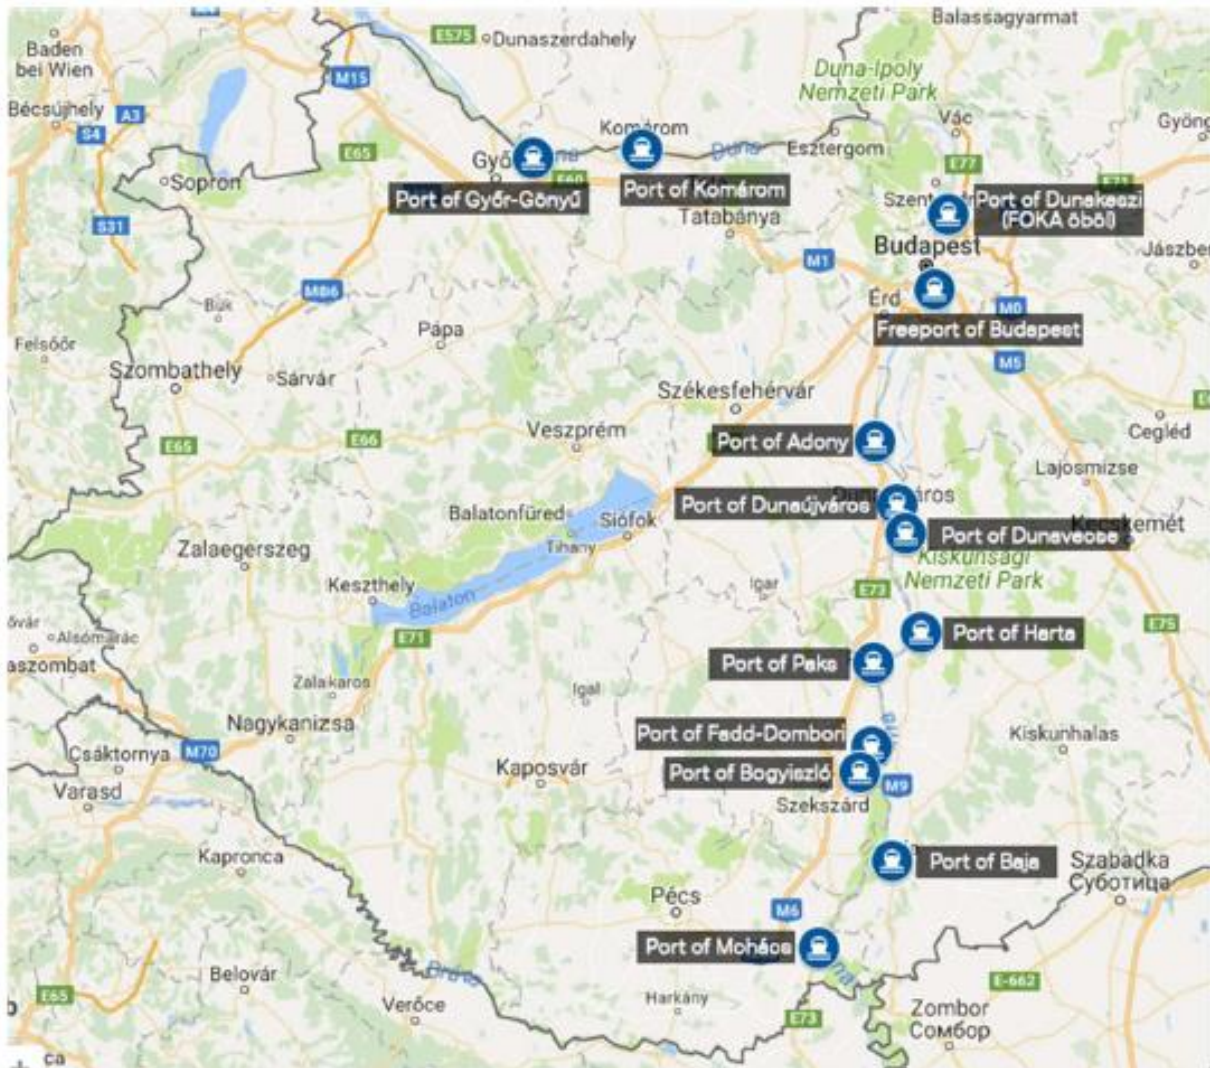 Balassagyarmat
E575
Dunaszerdahely
Baden
bei Wien
M15
Duna-Ipoly
Nemzeti Park
Bécsújhely
A3
S4
Vác
Gyöng
Komárom
Esztergom
E65
Győ
E60
E77
Sopron
Port of Győr-Gönyű
Port of Komárom
Tatabánya
Port of Dunakeszi
(FOKA öböl)
S31
Budapest
M1
Jászber
M86
Bük
Érd
M0
Pápa
Freeport of Budapest
Felsőőr
Szombathely
Sárvár
M5
Székesfehérvár
E65
E66
Veszprém
Port of Adony
Cegléd
Lajosmizse
Port of Dunaújváros
Balatonfüred
Siófok
Tihany
Kecskemét
Port of Dunavecse
Zalaegerszeg
Kiskunsági
Nemzeti Park
Keszthely
Balaton
Igar
E73
E71
E75
Alsómarác
Port of Harta
aszombat
Port of Paks
Zalakaros
Igal
Nagykanizsa
Port of Fadd-Dombori
Kiskunhalas
Csáktornya
M70
Kaposvár
Port of Bogyiszló
M9
Varasd
Szekszárd
Kapronca
Port of Baja
Szabadka
Суботица
Pécs
M6
Port of Mohács
Belovár
E65
Verőce
Harkány
E-662
E73
Zombor
Сомбор
ca